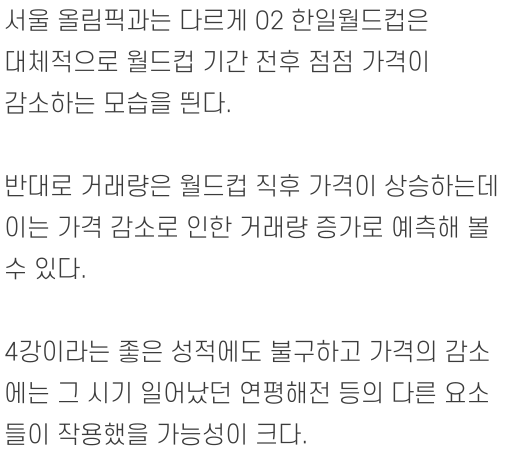 서울 올림픽과는 다르게 02 한일월드컵은
대체적으로 월드컵 기간 전후 점점 가격이
감소하는 모습을 띈다.
반대로 거래량은 월드컵 직후 가격이 상승하는데
이는 가격 감소로 인한 거래량 증가로 예측해 볼
수 있다.
4강이라는 좋은 성적에도 불구하고 가격의 감소
에는 그 시기 일어났던 연평해전 등의 다른 요소
들이 작용했을 가능성이 크다.